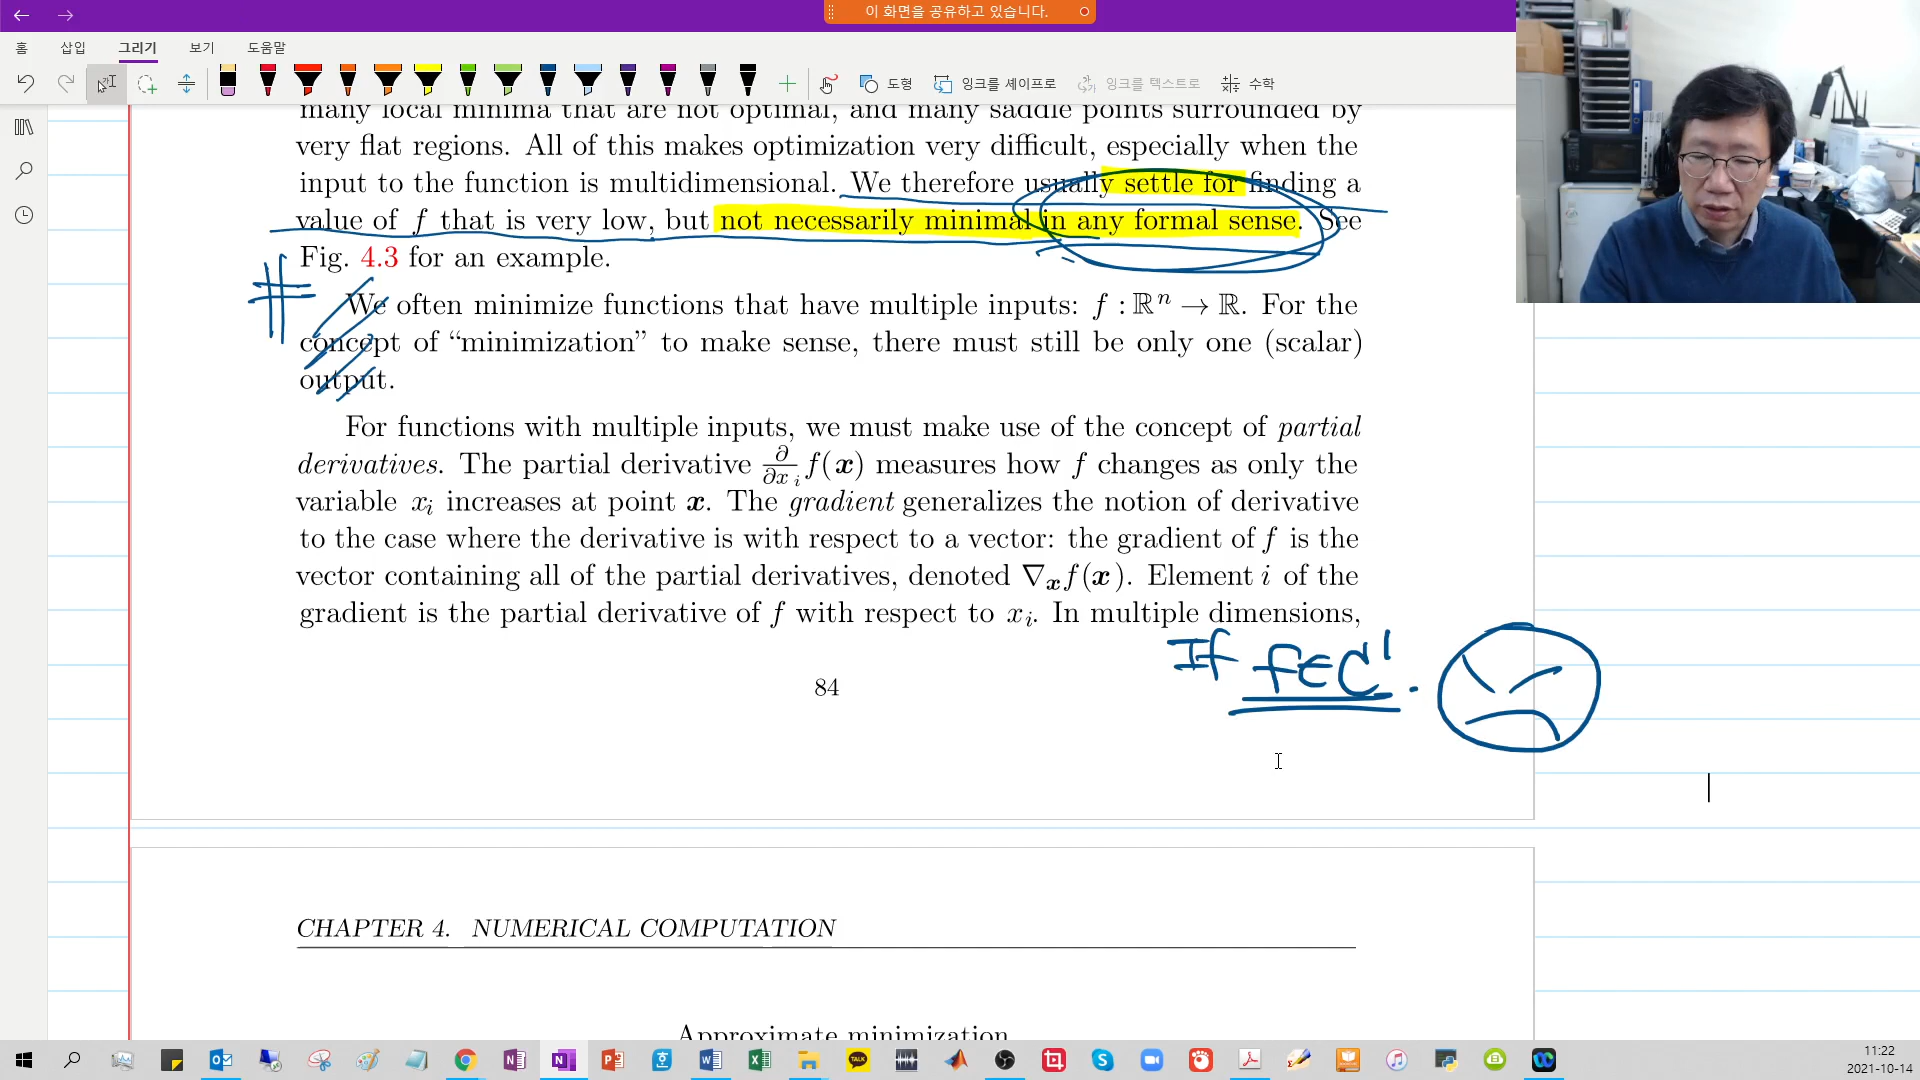 이 화면을 공유하고 있습니다.
홈 삽입 그리기 보기 도움말
도형 잉크를 셰이프로 잉크를 텍스트로 수학
many local minima that are not optimal, and many saddle points surrounded by
very flat regions. All of this makes optimization very difficult, especially when the
input to the function is multidimensional. We therefore usually settle for finding a
value of f that is very low, but not necessarily minimal in any formal sense. See
Fig. 4.3 for an example.
#
We often minimize functions that have multiple inputs: f : ℝⁿ → ℝ. For the
concept of “minimization” to make sense, there must still be only one (scalar)
output.
For functions with multiple inputs, we must make use of the concept of partial
derivatives. The partial derivative ∂/∂xᵢ f(x) measures how f changes as only the
variable xᵢ increases at point x. The gradient generalizes the notion of derivative
to the case where the derivative is with respect to a vector: the gradient of f is the
vector containing all of the partial derivatives, denoted ∇ₓf(x). Element i of the
gradient is the partial derivative of f with respect to xᵢ. In multiple dimensions,
If f∈C¹.
84
CHAPTER 4. NUMERICAL COMPUTATION
Approximate minimization
11:22
2021-10-14